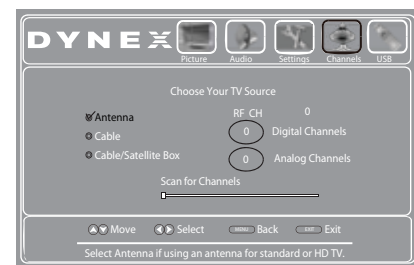 DYNEX
Picture Audio Settings Channels USB
Choose Your TV Source
RF CH 0
Antenna
0 Digital Channels
Cable
Cable/Satellite Box
0 Analog Channels
Scan for Channels
Move Select MENU Back EXIT Exit
Select Antenna if using an antenna for standard or HD TV.